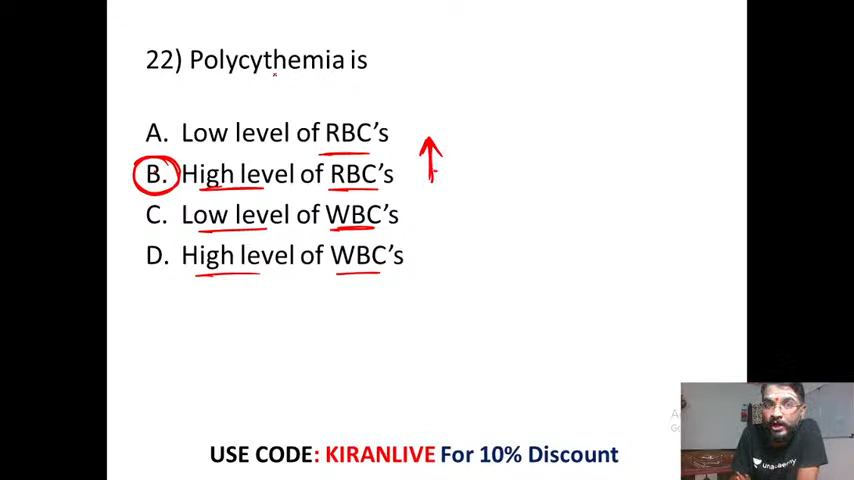 22) Polycythemia is
A. Low level of RBC's
B. High level of RBC's
C. Low level of WBC's
D. High level of WBC's
USE CODE: KIRANLIVE For 10% Discount
unacademy